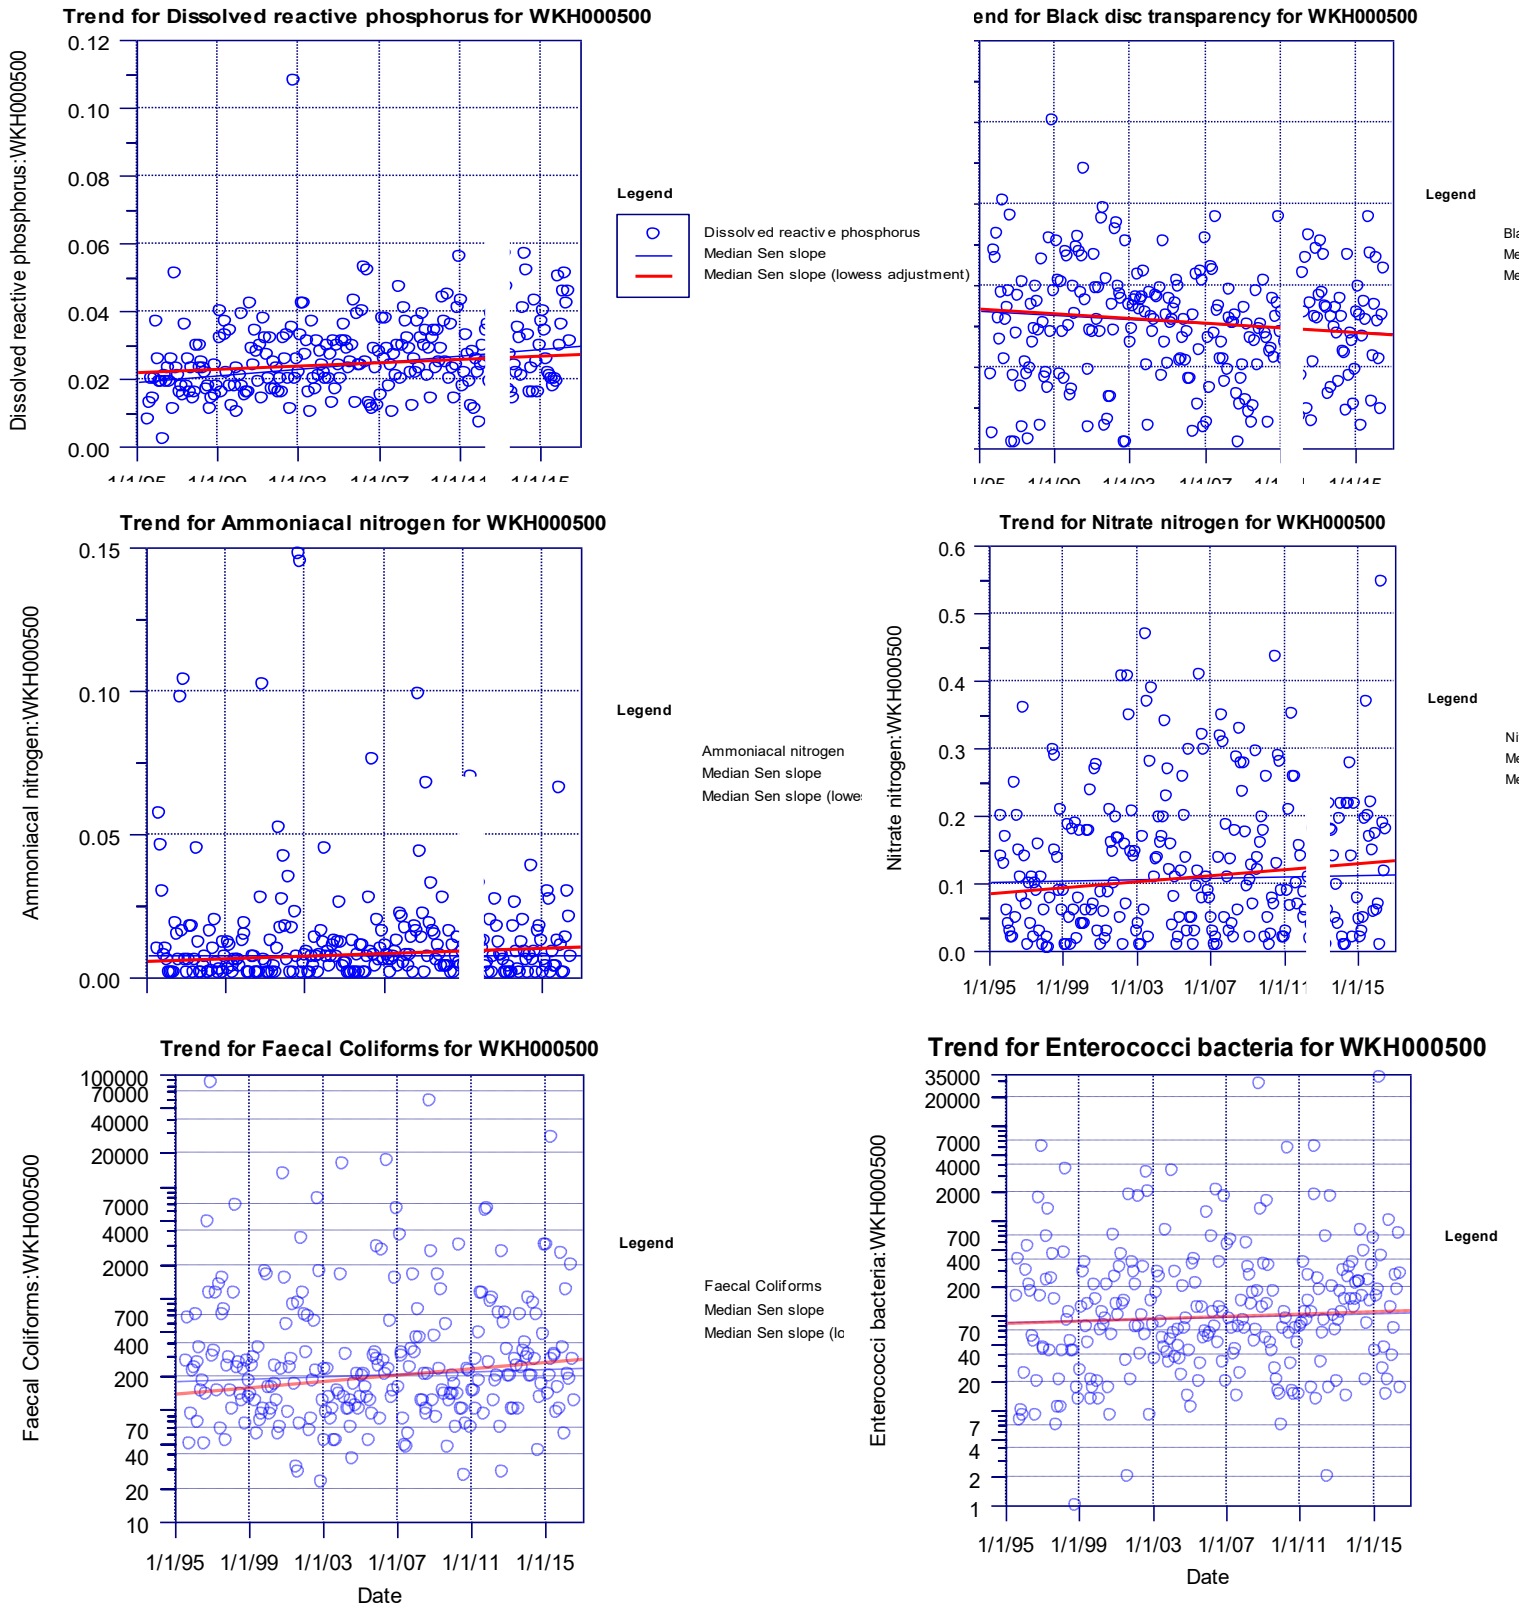 Trend for Dissolved reactive phosphorus for WKH000500
Dissolved reactive phosphorus:WKH000500
0.12
0.10
0.08
0.06
0.04
0.02
0.00
Legend
Dissolved reactive phosphorus
Median Sen slope
Median Sen slope (lowess adjustment)
end for Black disc transparency for WKH000500
Legend
Trend for Ammoniacal nitrogen for WKH000500
Ammoniacal nitrogen:WKH000500
0.15
0.10
0.05
0.00
Legend
Ammoniacal nitrogen
Median Sen slope
Median Sen slope (lowe
Trend for Nitrate nitrogen for WKH000500
Nitrate nitrogen:WKH000500
0.6
0.5
0.4
0.3
0.2
0.1
0.0
1/1/95 1/1/99 1/1/03 1/1/07 1/1/11 1/1/15
Legend
Trend for Faecal Coliforms for WKH000500
Faecal Coliforms:WKH000500
100000
70000
40000
20000
7000
4000
2000
700
400
200
70
40
20
10
1/1/95 1/1/99 1/1/03 1/1/07 1/1/11 1/1/15
Date
Legend
Faecal Coliforms
Median Sen slope
Median Sen slope (lo
Trend for Enterococci bacteria for WKH000500
Enterococci bacteria:WKH000500
35000
20000
7000
4000
2000
700
400
200
70
40
20
7
4
2
1
1/1/95 1/1/99 1/1/03 1/1/07 1/1/11 1/1/15
Date
Legend